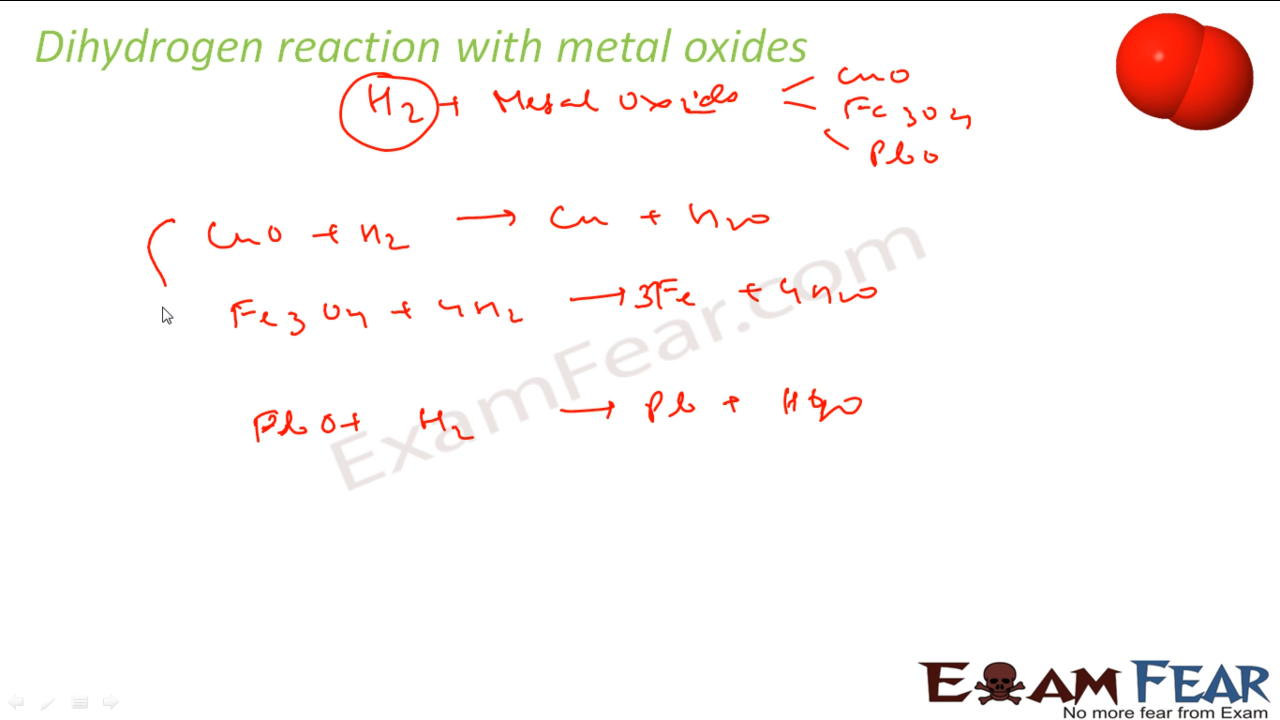 Dihydrogen reaction with metal oxides
H2 + Metal oxides
CuO
Fe3O4
PbO
CuO + H2 → Cu + H2O
Fe3O4 + 4H2 → 3Fe + 4H2O
PbO + H2 → Pb + H2O
ExamFear.com
EXAM FEAR
No more fear from Exam